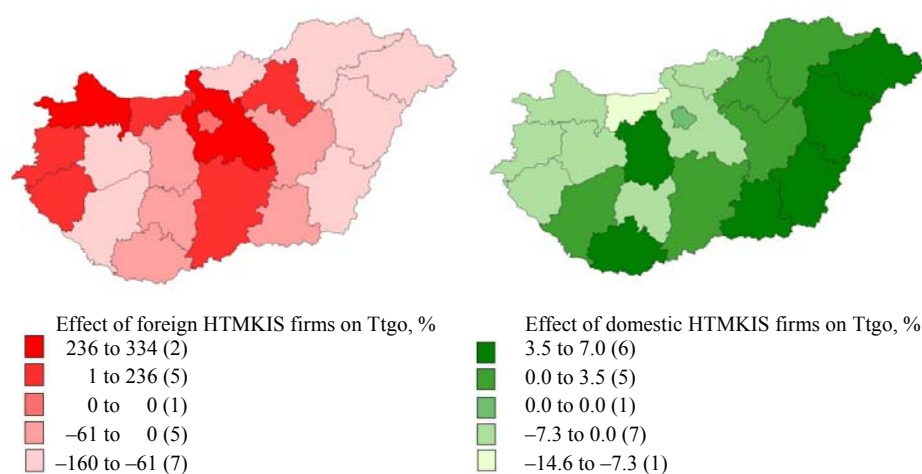 Effect of foreign HTMKIS firms on Ttgo, %
236 to 334 (2)
1 to 236 (5)
0 to 0 (1)
–61 to 0 (5)
–160 to –61 (7)
Effect of domestic HTMKIS firms on Ttgo, %
3.5 to 7.0 (6)
0.0 to 3.5 (5)
0.0 to 0.0 (1)
–7.3 to 0.0 (7)
–14.6 to –7.3 (1)